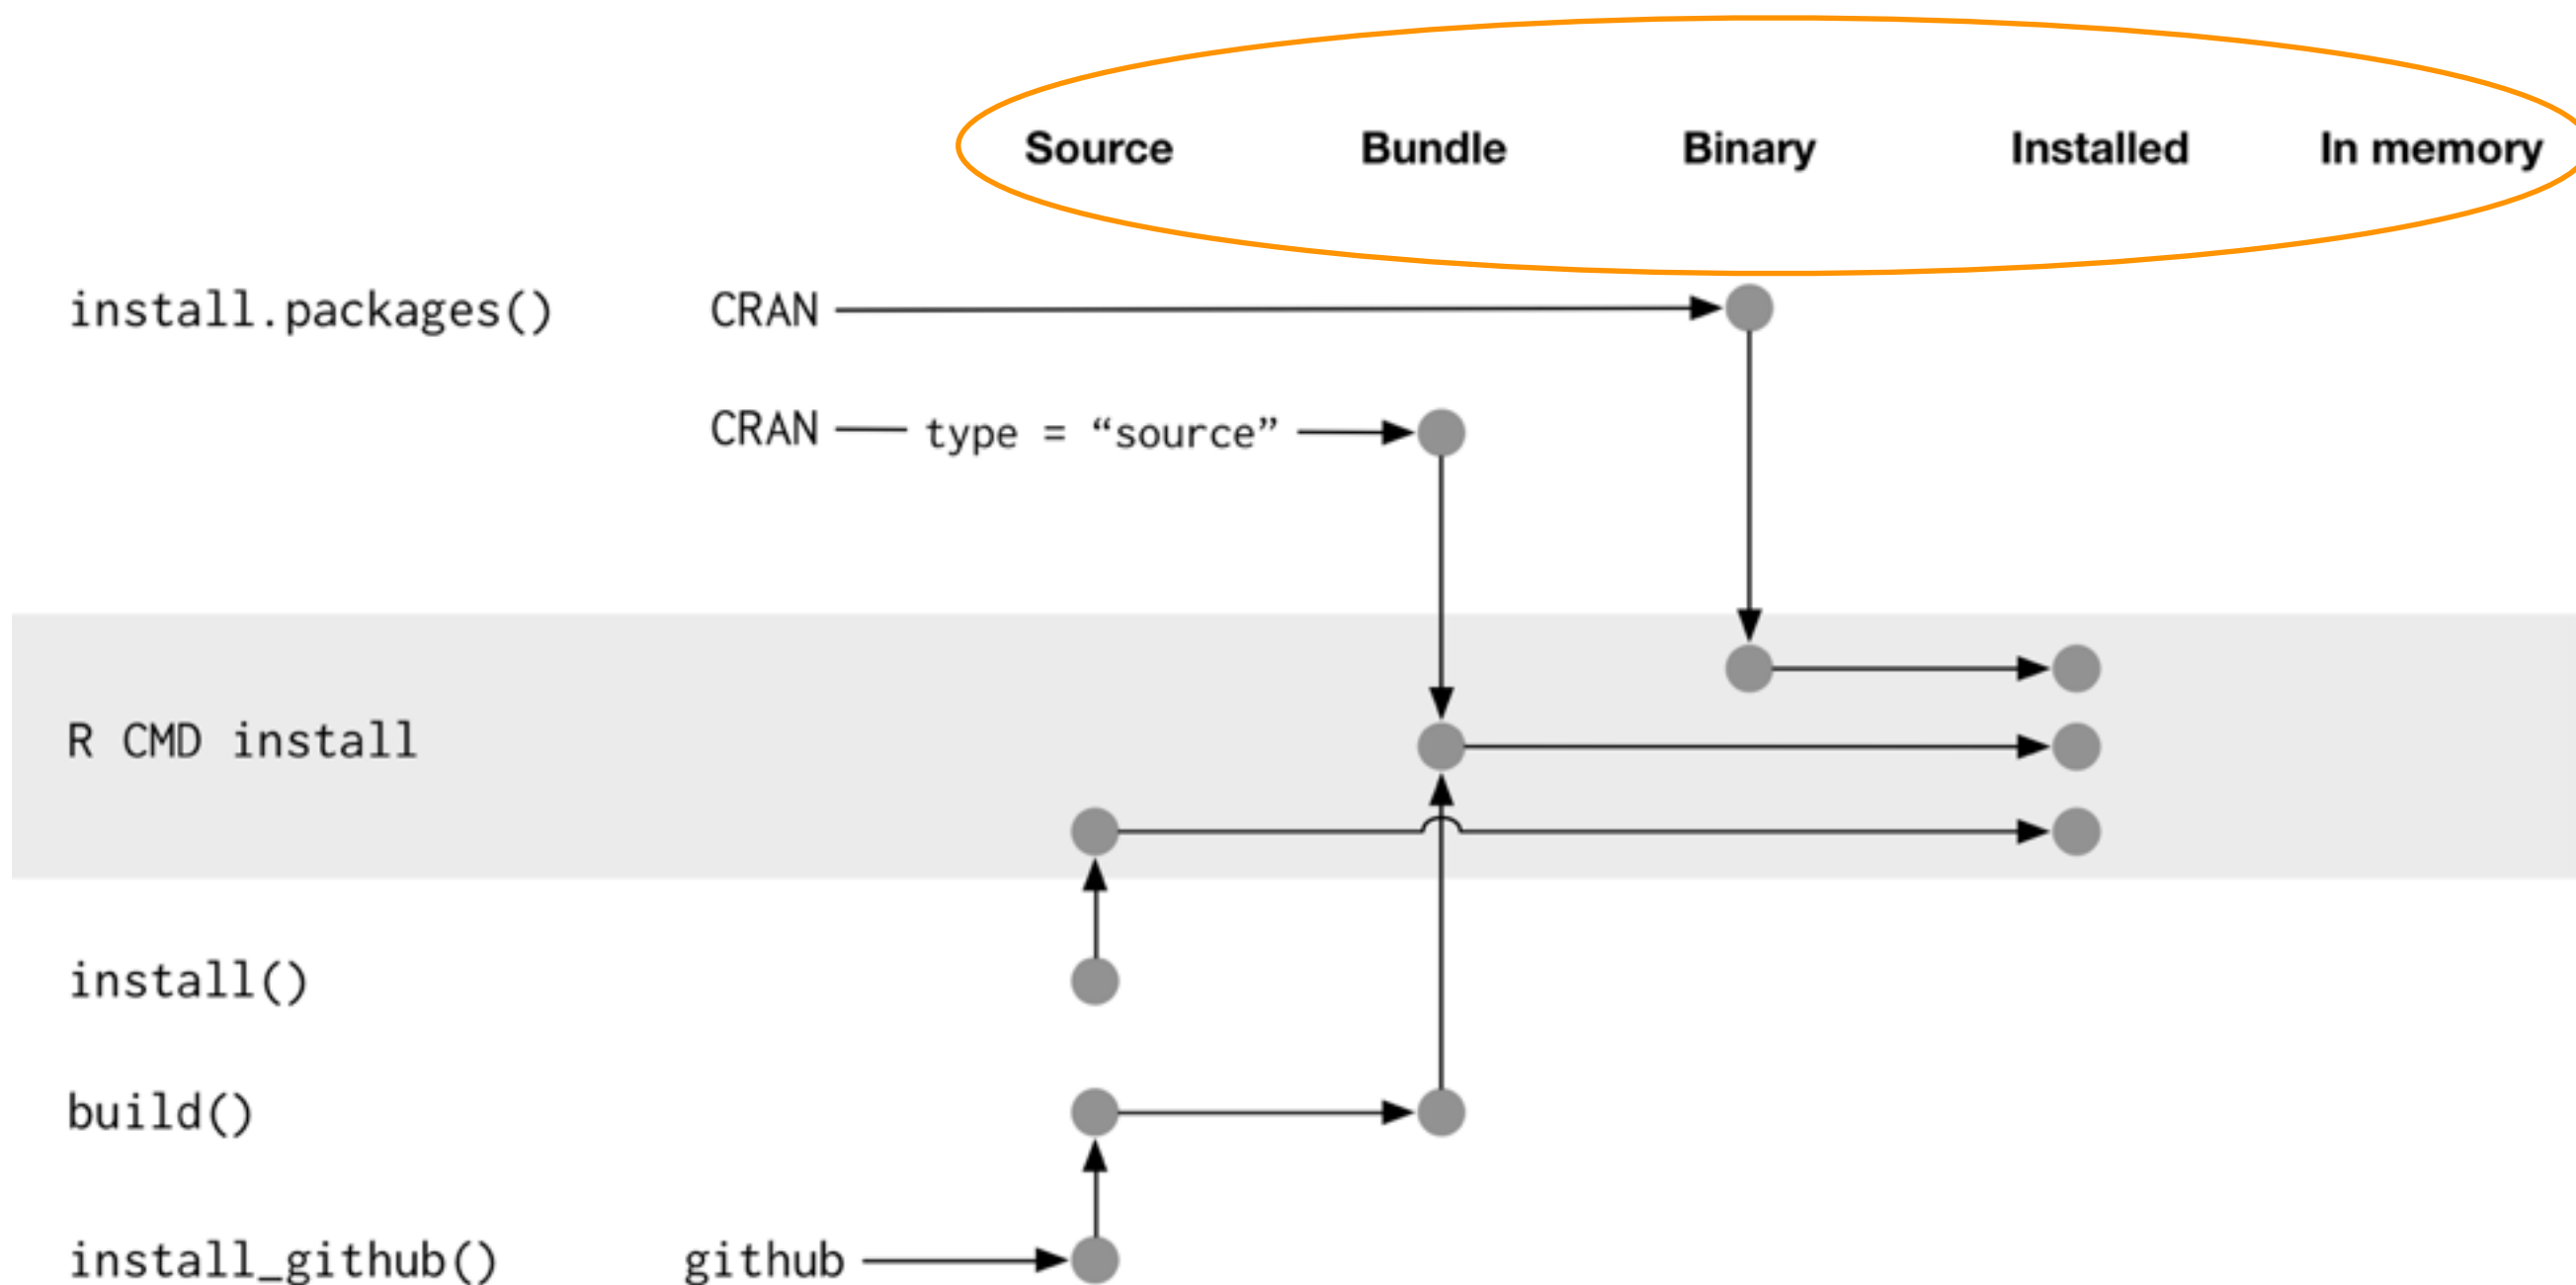 Source Bundle Binary Installed In memory
install.packages() CRAN
CRAN type = “source”
R CMD install
install()
build()
install_github() github